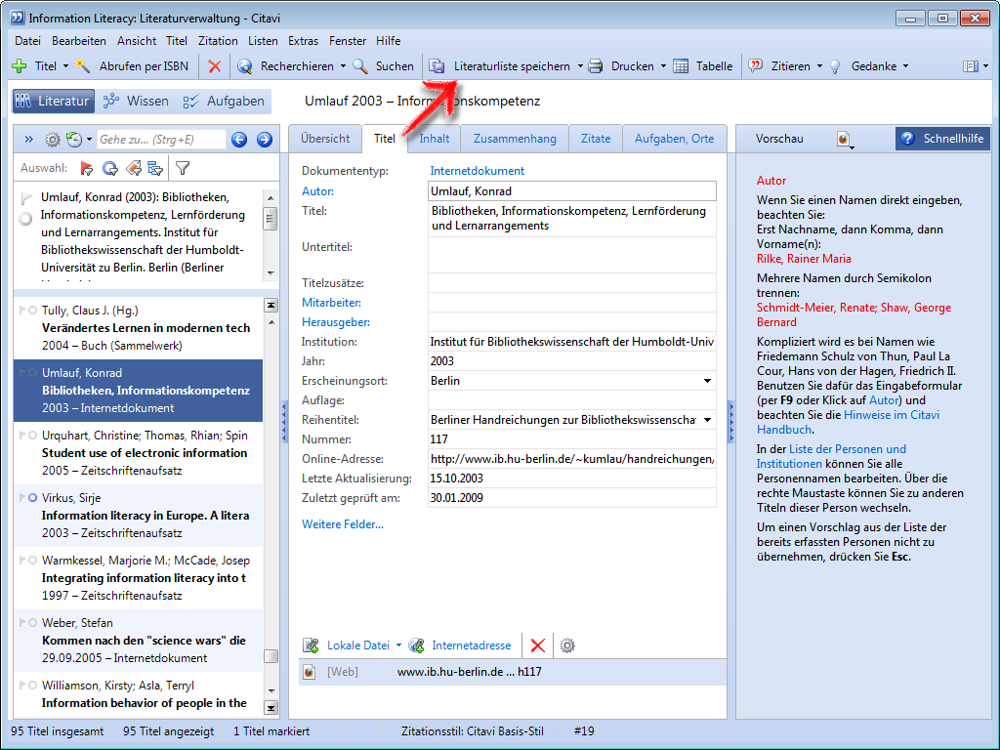 Information Literacy: Literaturverwaltung - Citavi
Datei Bearbeiten Ansicht Titel Zitation Listen Extras Fenster Hilfe
Titel Abrufen per ISBN Recherchieren Suchen Literaturliste speichern Drucken Tabelle Zitieren Gedanke
Literatur Wissen Aufgaben
Umlauf 2003 – Informationskompetenz
Gehe zu... (Strg+E)
Auswahl:
Umlauf, Konrad (2003): Bibliotheken,
Informationskompetenz, Lernförderung
und Lernarrangements. Institut für
Bibliothekswissenschaft der Humboldt-
Universität zu Berlin. Berlin (Berliner
Tully, Claus J. (Hg.)
Verändertes Lernen in modernen tech
2004 – Buch (Sammelwerk)
Umlauf, Konrad
Bibliotheken, Informationskompetenz
2003 – Internetdokument
Urquhart, Christine; Thomas, Rhian; Spin
Student use of electronic information
2005 – Zeitschriftenaufsatz
Virkus, Sirje
Information literacy in Europe. A litera
2003 – Zeitschriftenaufsatz
Warmkessel, Marjorie M.; McCade, Josep
Integrating information literacy into t
1997 – Zeitschriftenaufsatz
Weber, Stefan
Kommen nach den "science wars" die
29.09.2005 – Internetdokument
Williamson, Kirsty; Asla, Terryl
Information behavior of people in the
Übersicht Titel Inhalt Zusammenhang Zitate Aufgaben, Orte
Dokumententyp: Internetdokument
Autor: Umlauf, Konrad
Titel: Bibliotheken, Informationskompetenz, Lernförderung
und Lernarrangements
Untertitel:
Titelzusätze:
Mitarbeiter:
Herausgeber:
Institution: Institut für Bibliothekswissenschaft der Humboldt-Univ
Jahr: 2003
Erscheinungsort: Berlin
Auflage:
Reihentitel: Berliner Handreichungen zur Bibliothekswissenschaf
Nummer: 117
Online-Adresse: http://www.ib.hu-berlin.de/~kumlau/handreichungen/
Letzte Aktualisierung: 15.10.2003
Zuletzt geprüft am: 30.01.2009
Weitere Felder...
Lokale Datei Internetadresse
[Web] www.ib.hu-berlin.de ... h117
Vorschau Schnellhilfe
Autor
Wenn Sie einen Namen direkt eingeben,
beachten Sie:
Erst Nachname, dann Komma, dann
Vorname(n):
Rilke, Rainer Maria
Mehrere Namen durch Semikolon
trennen:
Schmidt-Meier, Renate; Shaw, George
Bernard
Kompliziert wird es bei Namen wie
Friedemann Schulz von Thun, Paul La
Cour, Hans von der Hagen, Friedrich II.
Benutzen Sie dafür das Eingabeformular
(per F9 oder Klick auf Autor) und
beachten Sie die Hinweise im Citavi
Handbuch.
In der Liste der Personen und
Institutionen können Sie alle
Personennamen bearbeiten. Über die
rechte Maustaste können Sie zu anderen
Titeln dieser Person wechseln.
Um einen Vorschlag aus der Liste der
bereits erfassten Personen nicht zu
übernehmen, drücken Sie Esc.
95 Titel insgesamt 95 Titel angezeigt 1 Titel markiert Zitationsstil: Citavi Basis-Stil #19